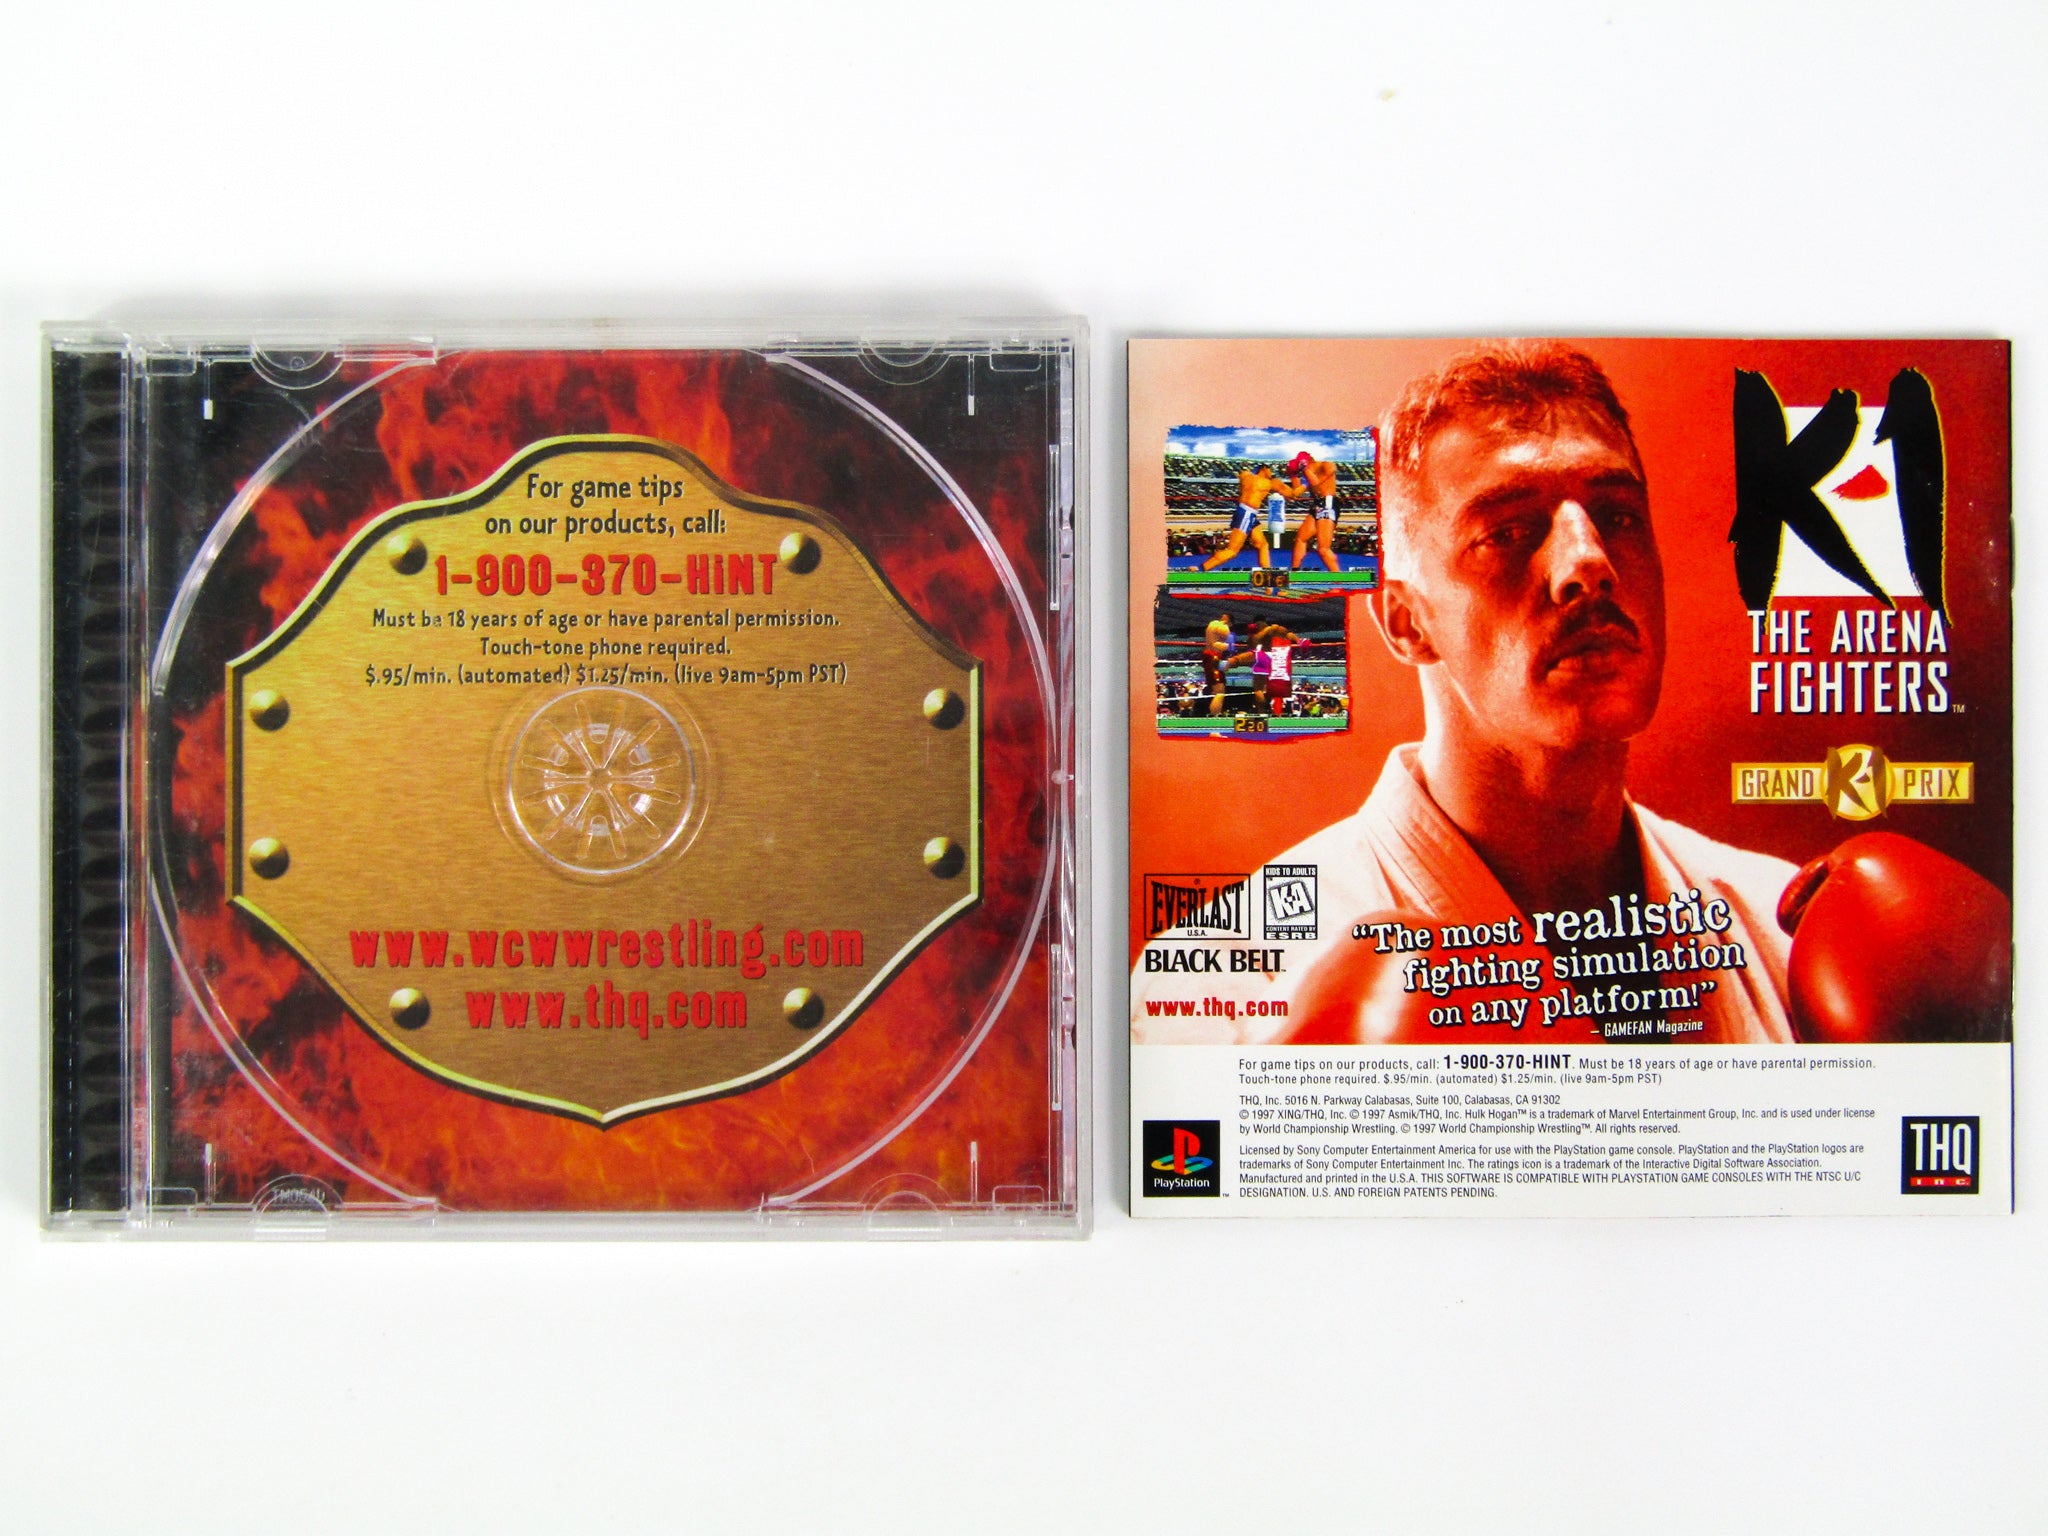 For game tips
on our products, call:
1-900-370-HiNT
Must be 18 years of age or have parental permission.
Touch-tone phone required.
$.95/min. (automated) $1.25/min. (live 9am-5pm PST)
www.wcwwrestling.com
www.thq.com
K-1
THE ARENA
FIGHTERS™
GRAND K-1 PRIX
EVERLAST
U.S.A.
BLACK BELT™
KIDS TO ADULTS
K-A
CONTENT RATED BY
ESRB
www.thq.com
"The most realistic
fighting simulation
on any platform!"
– GAMEFAN Magazine
For game tips on our products, call: 1-900-370-HINT. Must be 18 years of age or have parental permission.
Touch-tone phone required. $.95/min. (automated) $1.25/min. (live 9am-5pm PST)
THQ, Inc. 5016 N. Parkway Calabasas, Suite 100, Calabasas, CA 91302
© 1997 XING/THQ, Inc. © 1997 Asmik/THQ, Inc. Hulk Hogan™ is a trademark of Marvel Entertainment Group, Inc. and is used under license
by World Championship Wrestling. © 1997 World Championship Wrestling™. All rights reserved.
Licensed by Sony Computer Entertainment America for use with the PlayStation game console. PlayStation and the PlayStation logos are
trademarks of Sony Computer Entertainment Inc. The ratings icon is a trademark of the Interactive Digital Software Association.
Manufactured and printed in the U.S.A. THIS SOFTWARE IS COMPATIBLE WITH PLAYSTATION GAME CONSOLES WITH THE NTSC U/C
DESIGNATION. U.S. AND FOREIGN PATENTS PENDING.
PlayStation™
THQ
INC.